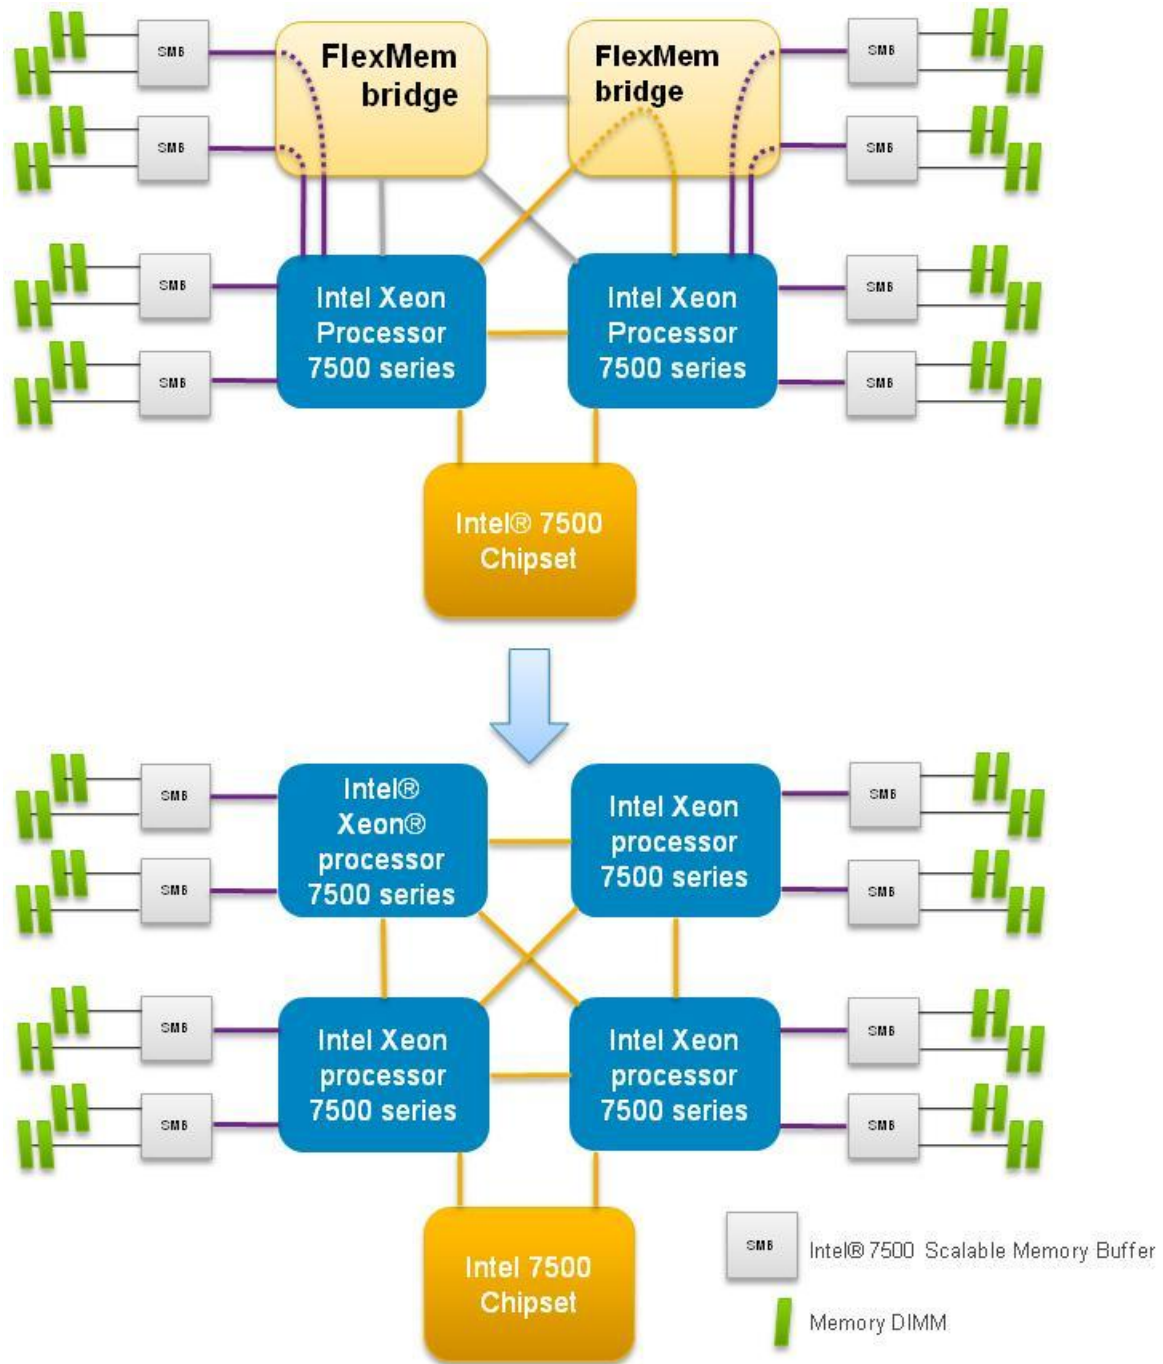 SMB
FlexMem
bridge
FlexMem
bridge
SMB
SMB
SMB
SMB
Intel Xeon
Processor
7500 series
Intel Xeon
Processor
7500 series
SMB
SMB
SMB
Intel® 7500
Chipset
SMB
Intel®
Xeon®
processor
7500 series
Intel Xeon
processor
7500 series
SMB
SMB
SMB
SMB
Intel Xeon
processor
7500 series
Intel Xeon
processor
7500 series
SMB
SMB
SMB
Intel 7500
Chipset
SMB
Intel® 7500 Scalable Memory Buffer
Memory DIMM